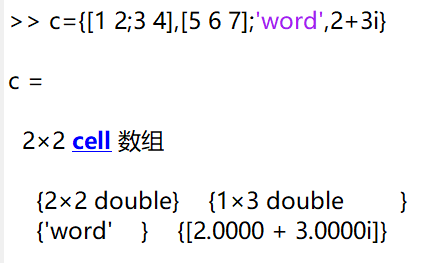 >> c={[1 2;3 4],[5 6 7];'word',2+3i}
c =
2×2 cell 数组
{2×2 double} {1×3 double }
{'word' } {[2.0000 + 3.0000i]}